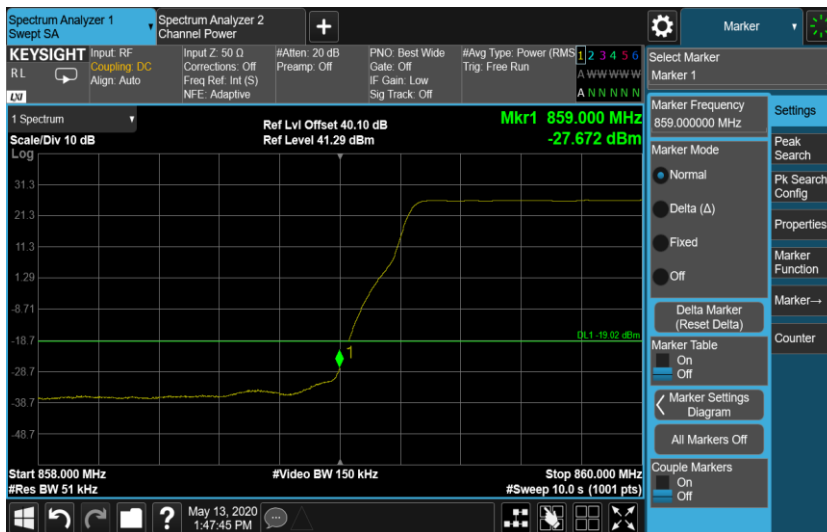 Spectrum Analyzer 1
Swept SA
Spectrum Analyzer 2
Channel Power
Marker
KEYSIGHT
RL
LXI
Input: RF
Coupling: DC
Align: Auto
Input Z: 50 Ω
Corrections: Off
Freq Ref: Int (S)
NFE: Adaptive
#Atten: 20 dB
Preamp: Off
PNO: Best Wide
Gate: Off
IF Gain: Low
Sig Track: Off
#Avg Type: Power (RMS
Trig: Free Run
1 2 3 4 5 6
A W W W W W
A N N N N N
Select Marker
Marker 1
1 Spectrum
Scale/Div 10 dB
Log
Ref Lvl Offset 40.10 dB
Ref Level 41.29 dBm
Mkr1 859.000 MHz
-27.672 dBm
31.3
21.3
11.3
1.29
-8.71
-18.7
-28.7
-38.7
-48.7
DL1 -19.02 dBm
1
Start 858.000 MHz
#Res BW 51 kHz
#Video BW 150 kHz
Stop 860.000 MHz
#Sweep 10.0 s (1001 pts)
Marker Frequency
859.000000 MHz
Marker Mode
Normal
Delta (Δ)
Fixed
Off
Delta Marker
(Reset Delta)
Marker Table
On
Off
Marker Settings
Diagram
All Markers Off
Couple Markers
On
Off
Settings
Peak
Search
Pk Search
Config
Properties
Marker
Function
Marker→
Counter
?
May 13, 2020
1:47:45 PM